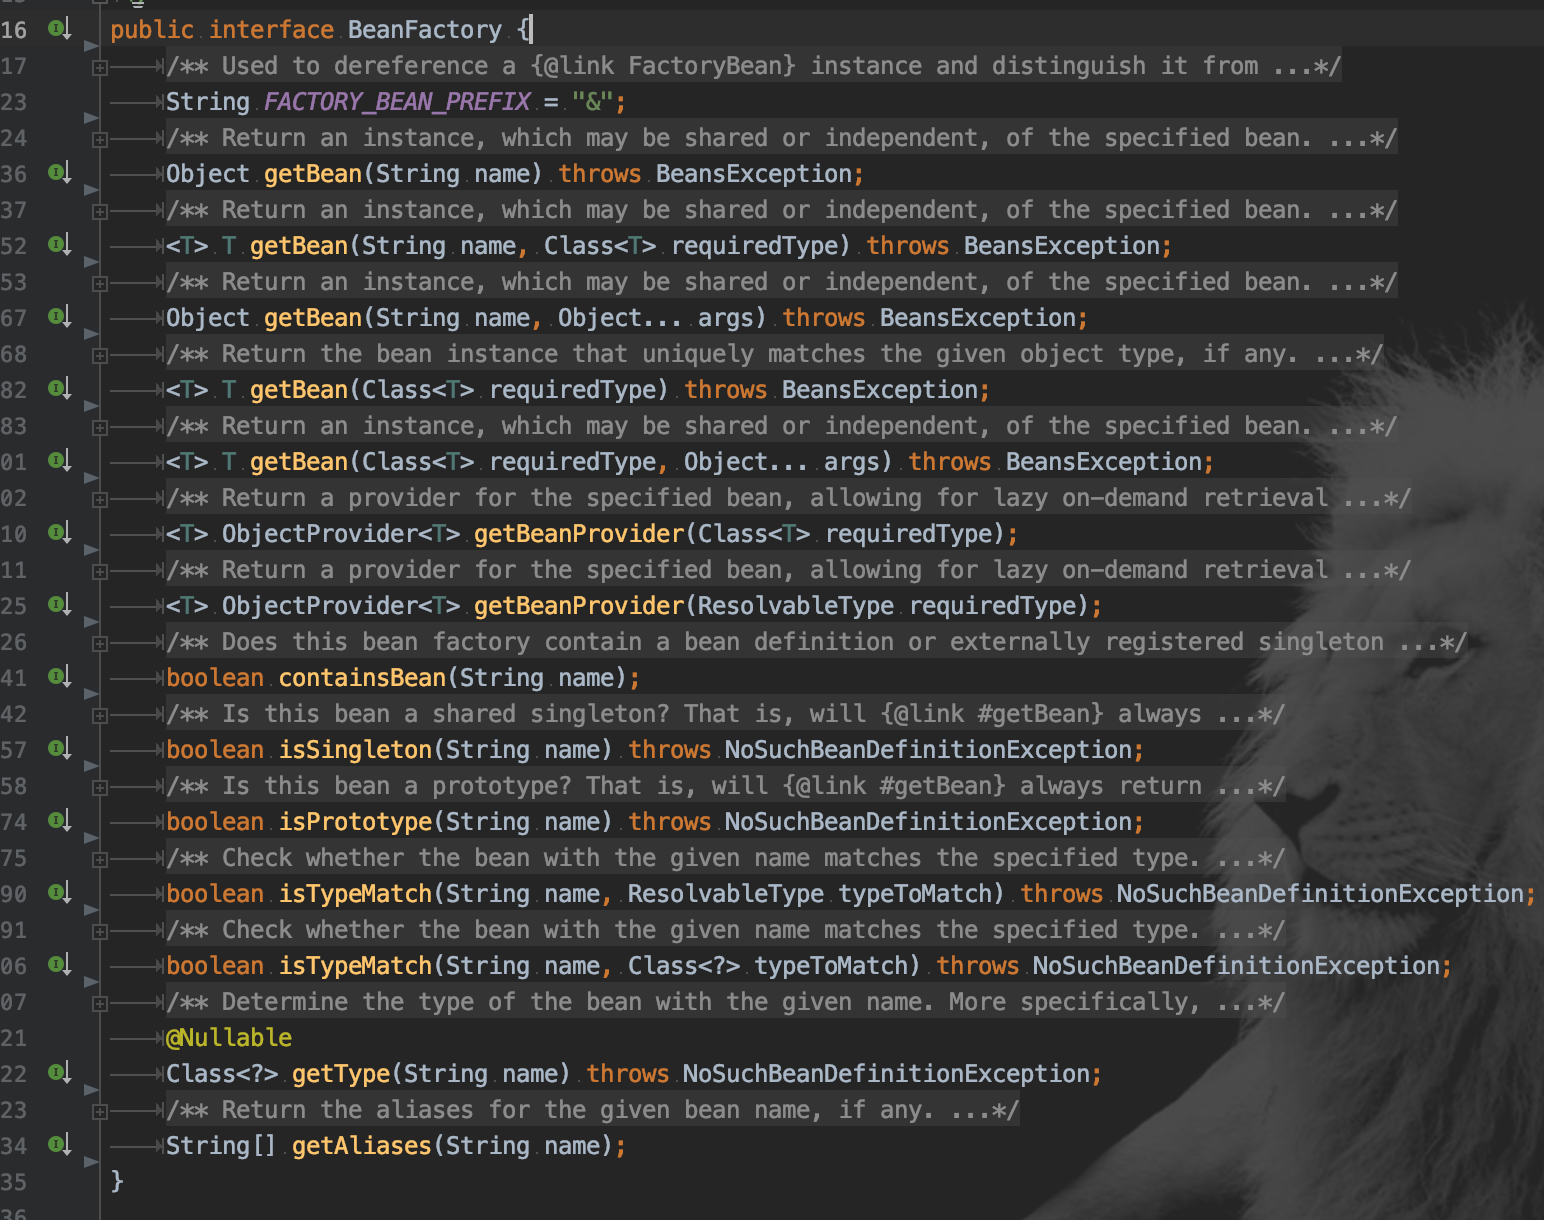 16 public interface BeanFactory {
17 /** Used to dereference a {@link FactoryBean} instance and distinguish it from ...*/
23 String FACTORY_BEAN_PREFIX = "&";
24 /** Return an instance, which may be shared or independent, of the specified bean. ...*/
36 Object getBean(String name) throws BeansException;
37 /** Return an instance, which may be shared or independent, of the specified bean. ...*/
52 <T> T getBean(String name, Class<T> requiredType) throws BeansException;
53 /** Return an instance, which may be shared or independent, of the specified bean. ...*/
67 Object getBean(String name, Object... args) throws BeansException;
68 /** Return the bean instance that uniquely matches the given object type, if any. ...*/
82 <T> T getBean(Class<T> requiredType) throws BeansException;
83 /** Return an instance, which may be shared or independent, of the specified bean. ...*/
01 <T> T getBean(Class<T> requiredType, Object... args) throws BeansException;
02 /** Return a provider for the specified bean, allowing for lazy on-demand retrieval ...*/
10 <T> ObjectProvider<T> getBeanProvider(Class<T> requiredType);
11 /** Return a provider for the specified bean, allowing for lazy on-demand retrieval ...*/
25 <T> ObjectProvider<T> getBeanProvider(ResolvableType requiredType);
26 /** Does this bean factory contain a bean definition or externally registered singleton ...*/
41 boolean containsBean(String name);
42 /** Is this bean a shared singleton? That is, will {@link #getBean} always ...*/
57 boolean isSingleton(String name) throws NoSuchBeanDefinitionException;
58 /** Is this bean a prototype? That is, will {@link #getBean} always return ...*/
74 boolean isPrototype(String name) throws NoSuchBeanDefinitionException;
75 /** Check whether the bean with the given name matches the specified type. ...*/
90 boolean isTypeMatch(String name, ResolvableType typeToMatch) throws NoSuchBeanDefinitionException;
91 /** Check whether the bean with the given name matches the specified type. ...*/
06 boolean isTypeMatch(String name, Class<?> typeToMatch) throws NoSuchBeanDefinitionException;
07 /** Determine the type of the bean with the given name. More specifically, ...*/
21 @Nullable
22 Class<?> getType(String name) throws NoSuchBeanDefinitionException;
23 /** Return the aliases for the given bean name, if any. ...*/
34 String[] getAliases(String name);
35 }
36